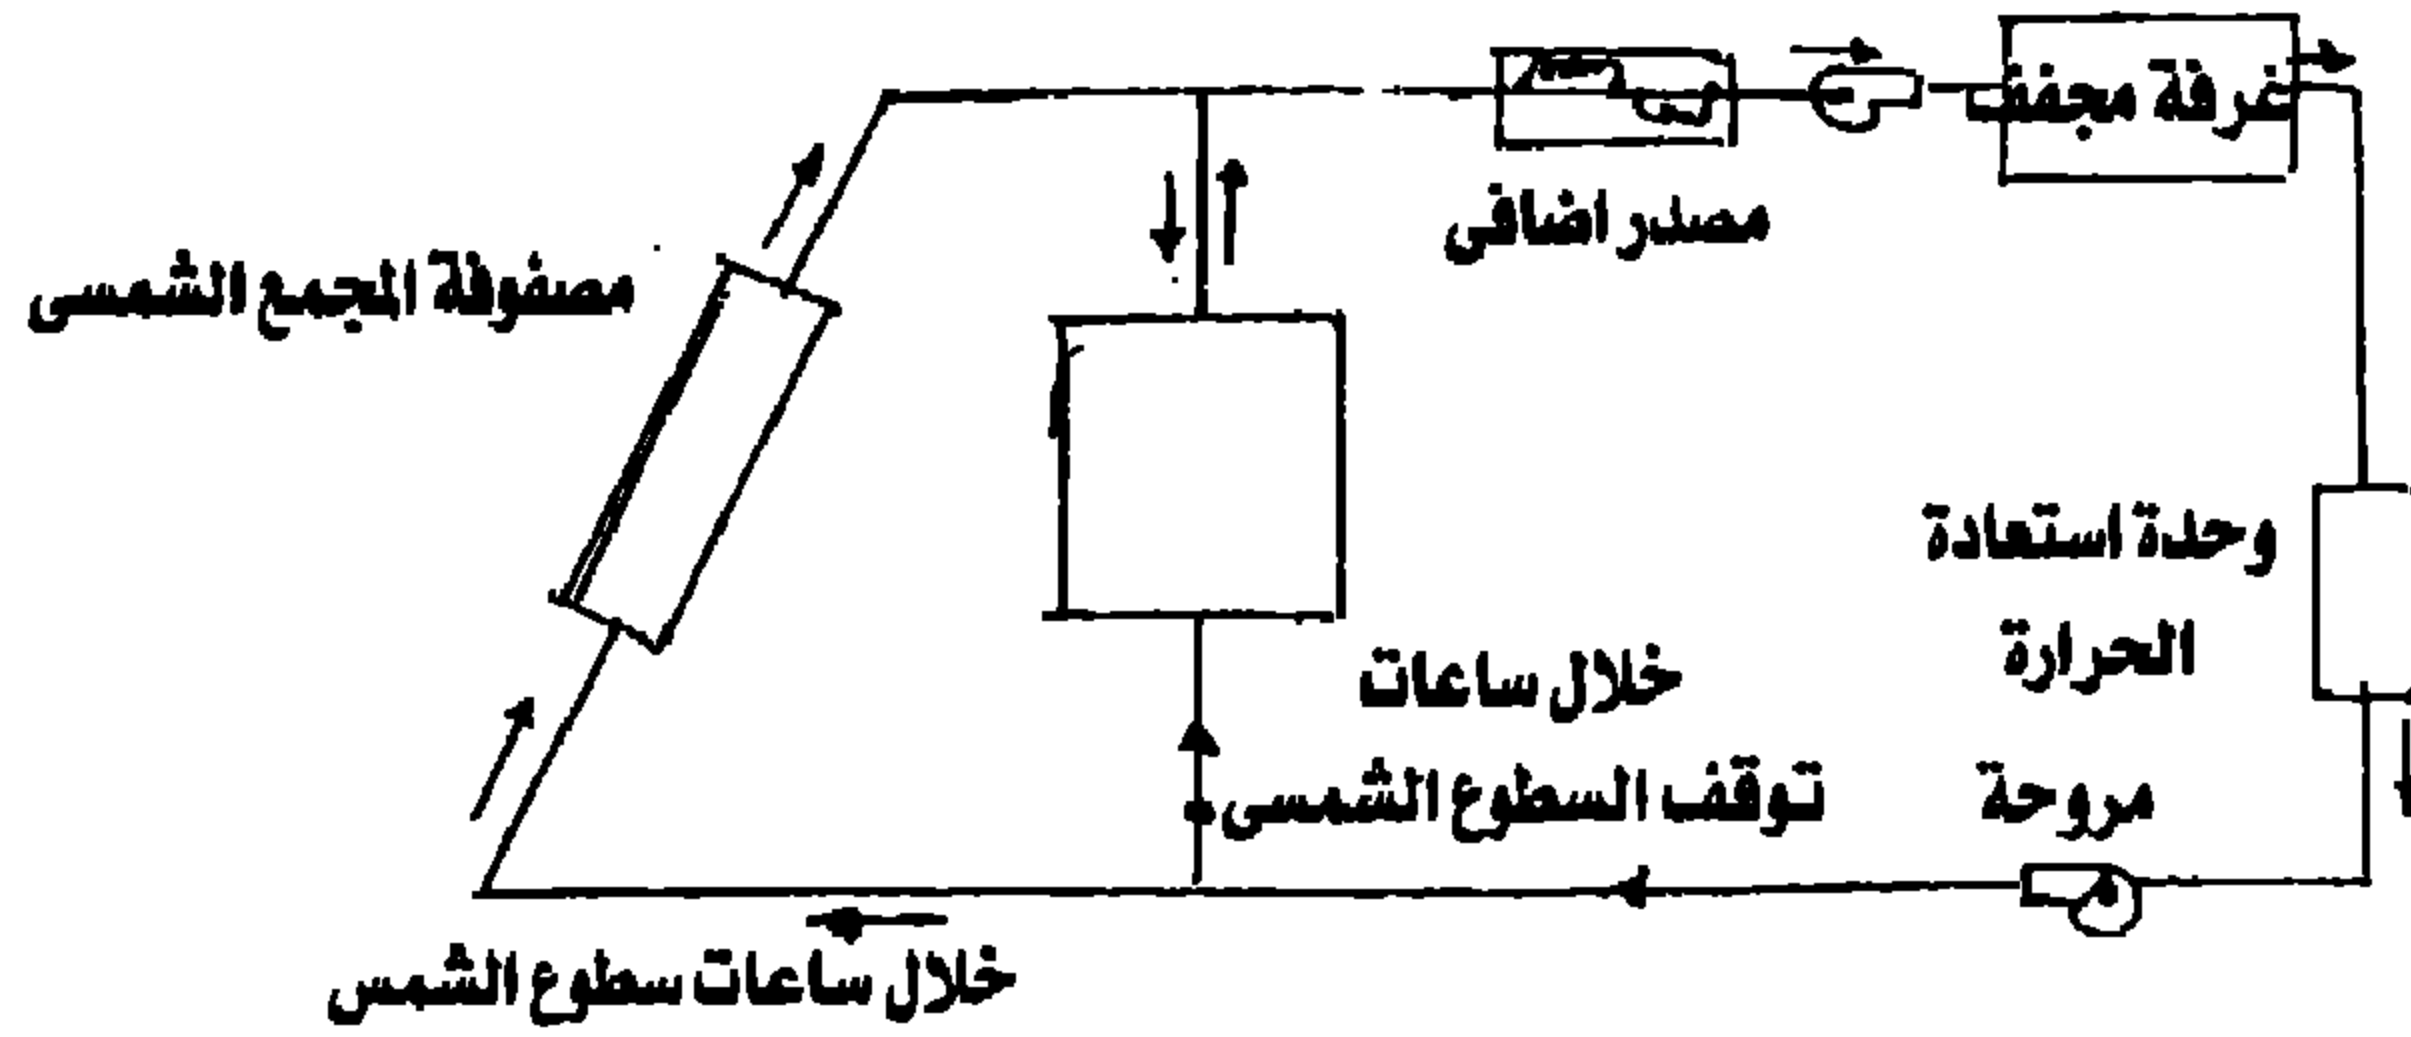 غرفة مجفف
مصدر اضافى
مصفوفة المجمع الشمسى
وحدة استعادة
الحرارة
خلال ساعات
توقف السطوع الشمسى
مروحة
خلال ساعات سطوع الشمس